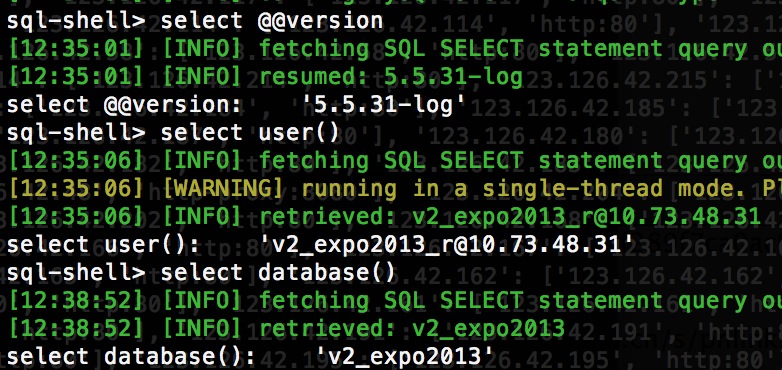 sql-shell> select @@version
[12:35:01] [INFO] fetching SQL SELECT statement query ou
[12:35:01] [INFO] resumed: 5.5.31-log
select @@version: '5.5.31-log'
sql-shell> select user()
[12:35:06] [INFO] fetching SQL SELECT statement query ou
[12:35:06] [WARNING] running in a single-thread mode. Pl
[12:35:06] [INFO] retrieved: v2_expo2013_r@10.73.48.31
select user(): 'v2_expo2013_r@10.73.48.31'
sql-shell> select database()
[12:38:52] [INFO] fetching SQL SELECT statement query ou
[12:38:52] [INFO] retrieved: v2_expo2013
select database(): 'v2_expo2013'